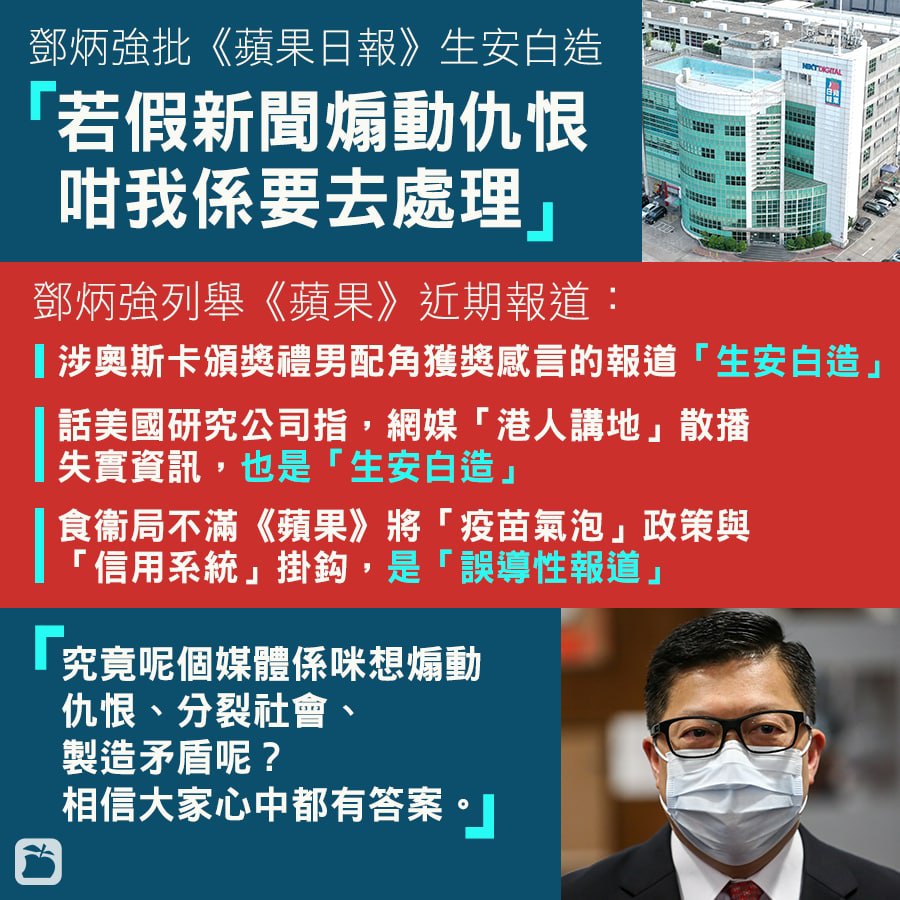 鄧炳強批《蘋果日報》生安白造
「若假新聞煽動仇恨
咁我係要去處理」
NEXT DIGITAL
蘋果日報
鄧炳強列舉《蘋果》近期報道：
涉奧斯卡頒獎禮男配角獲獎感言的報道「生安白造」
話美國研究公司指，網媒「港人講地」散播
失實資訊，也是「生安白造」
食衞局不滿《蘋果》將「疫苗氣泡」政策與
「信用系統」掛鈎，是「誤導性報道」
「究竟呢個媒體係咪想煽動
仇恨、分裂社會、
製造矛盾呢？
相信大家心中都有答案。」